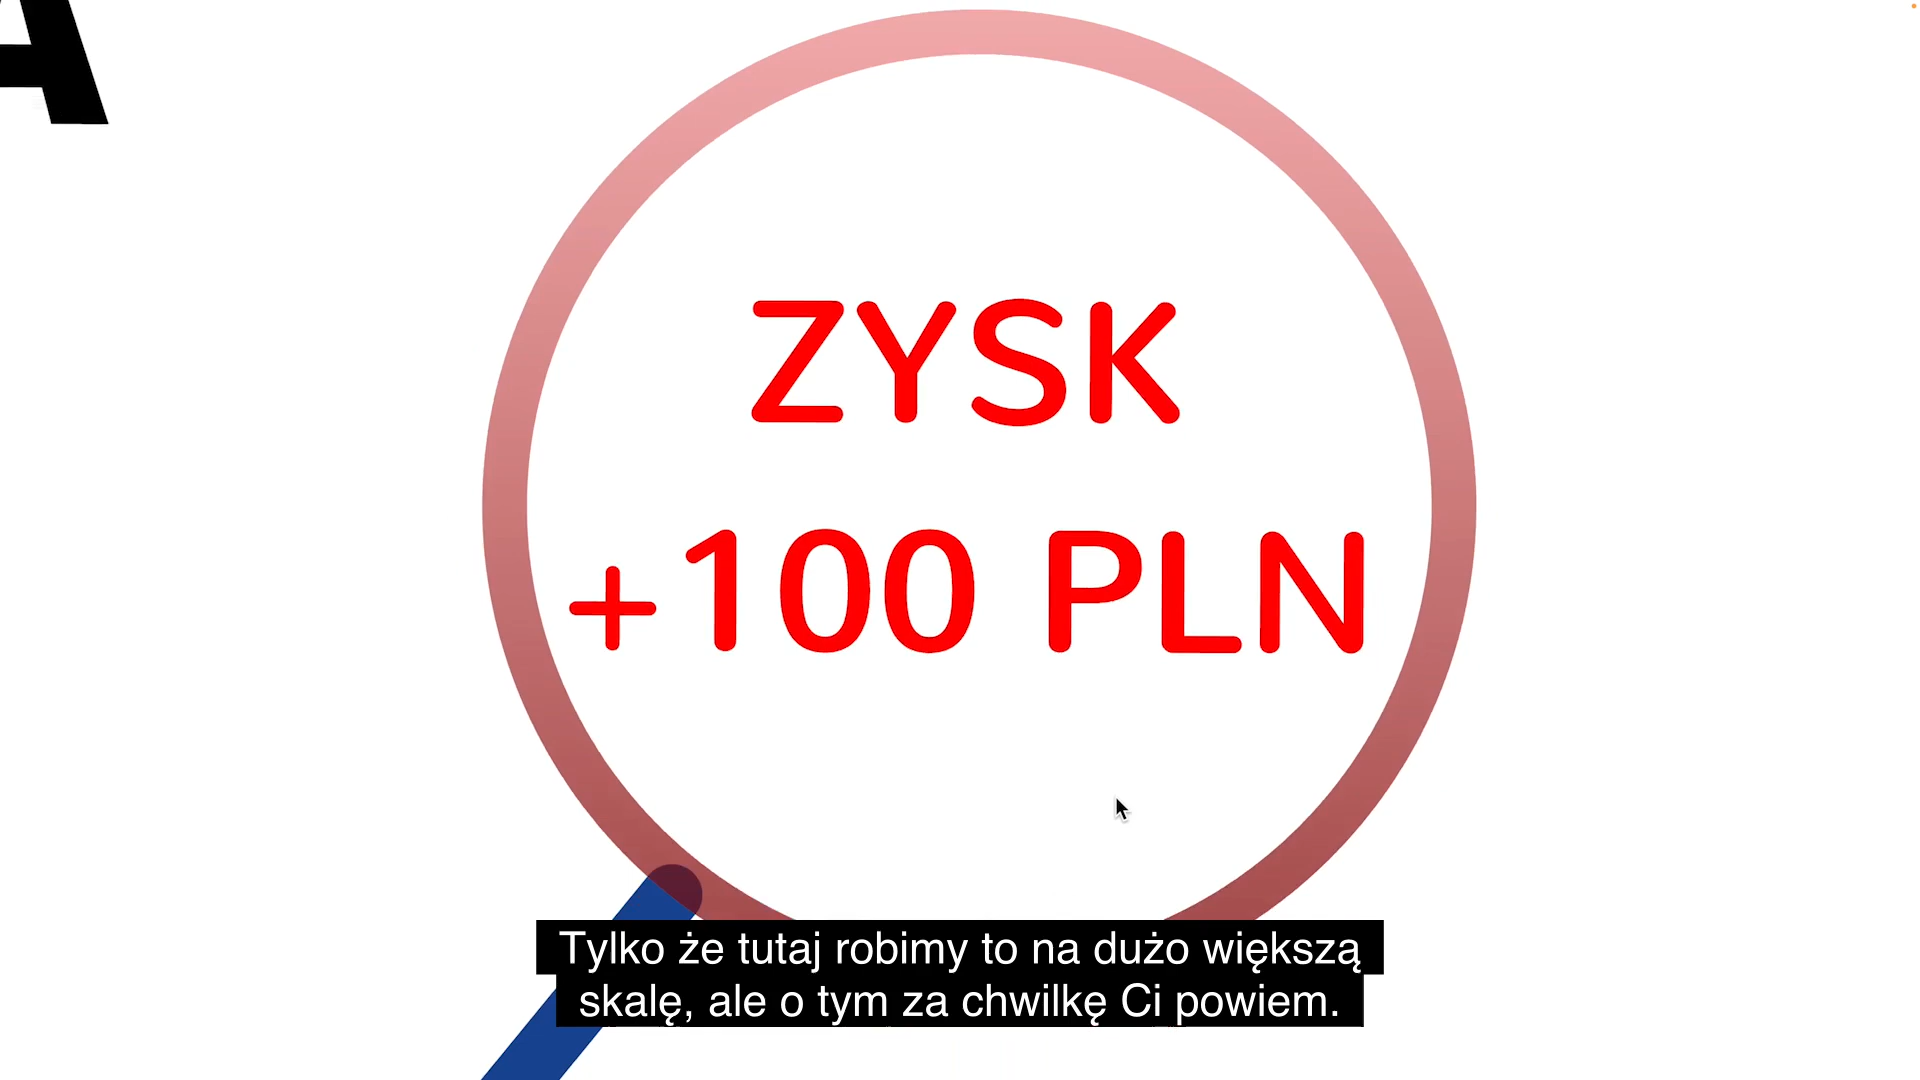 A
ZYSK
+100 PLN
Tylko że tutaj robimy to na dużo większą
skalę, ale o tym za chwilkę Ci powiem.